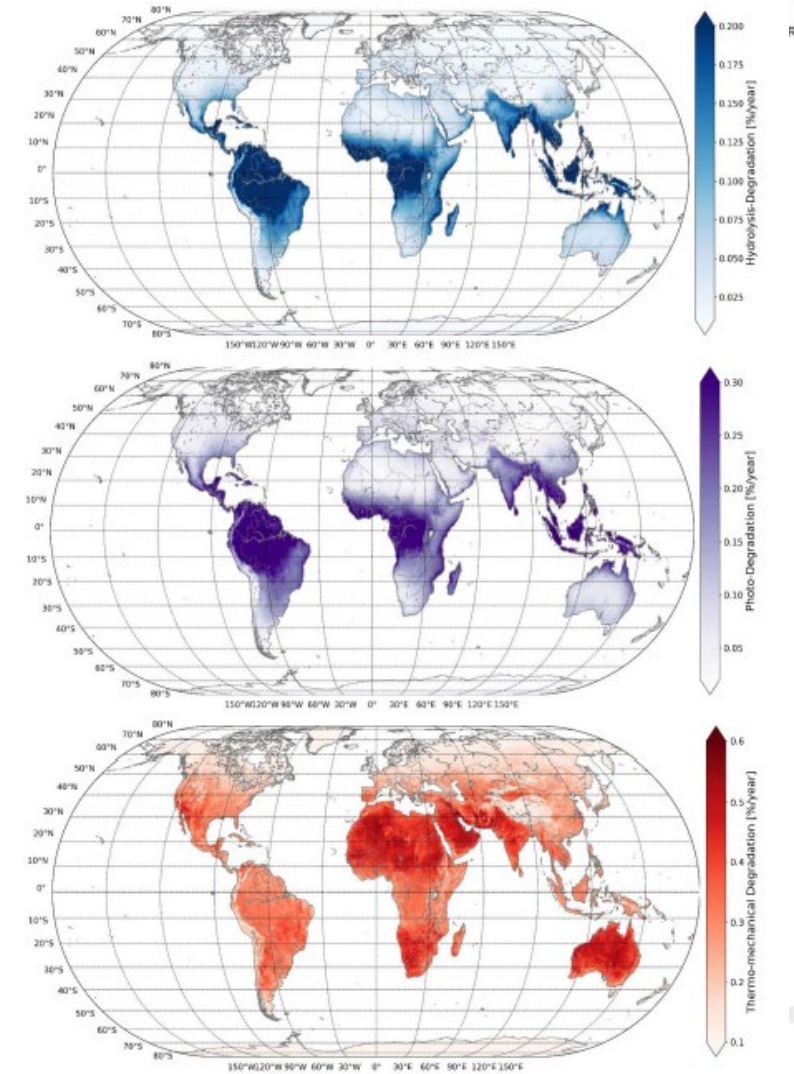 80°N
70°N
60°N
50°N
40°N
30°N
20°N
10°N
0°
10°S
20°S
30°S
40°S
50°S
60°S
70°S
80°S
150°W 120°W 90°W 60°W 30°W 0° 30°E 60°E 90°E 120°E 150°E
0.200
0.175
0.150
0.125
0.100
0.075
0.050
0.025
Hydrolysis-Degradation [%/year]
80°N
70°N
60°N
50°N
40°N
30°N
20°N
10°N
0°
10°S
20°S
30°S
40°S
50°S
60°S
70°S
80°S
150°W 120°W 90°W 60°W 30°W 0° 30°E 60°E 90°E 120°E 150°E
0.30
0.25
0.20
0.15
0.10
0.05
Photo-Degradation [%/year]
80°N
70°N
60°N
50°N
40°N
30°N
20°N
10°N
0°
10°S
20°S
30°S
40°S
50°S
60°S
70°S
80°S
150°W 120°W 90°W 60°W 30°W 0° 30°E 60°E 90°E 120°E 150°E
0.6
0.5
0.4
0.3
0.2
0.1
Thermo-mechanical Degradation [%/year]